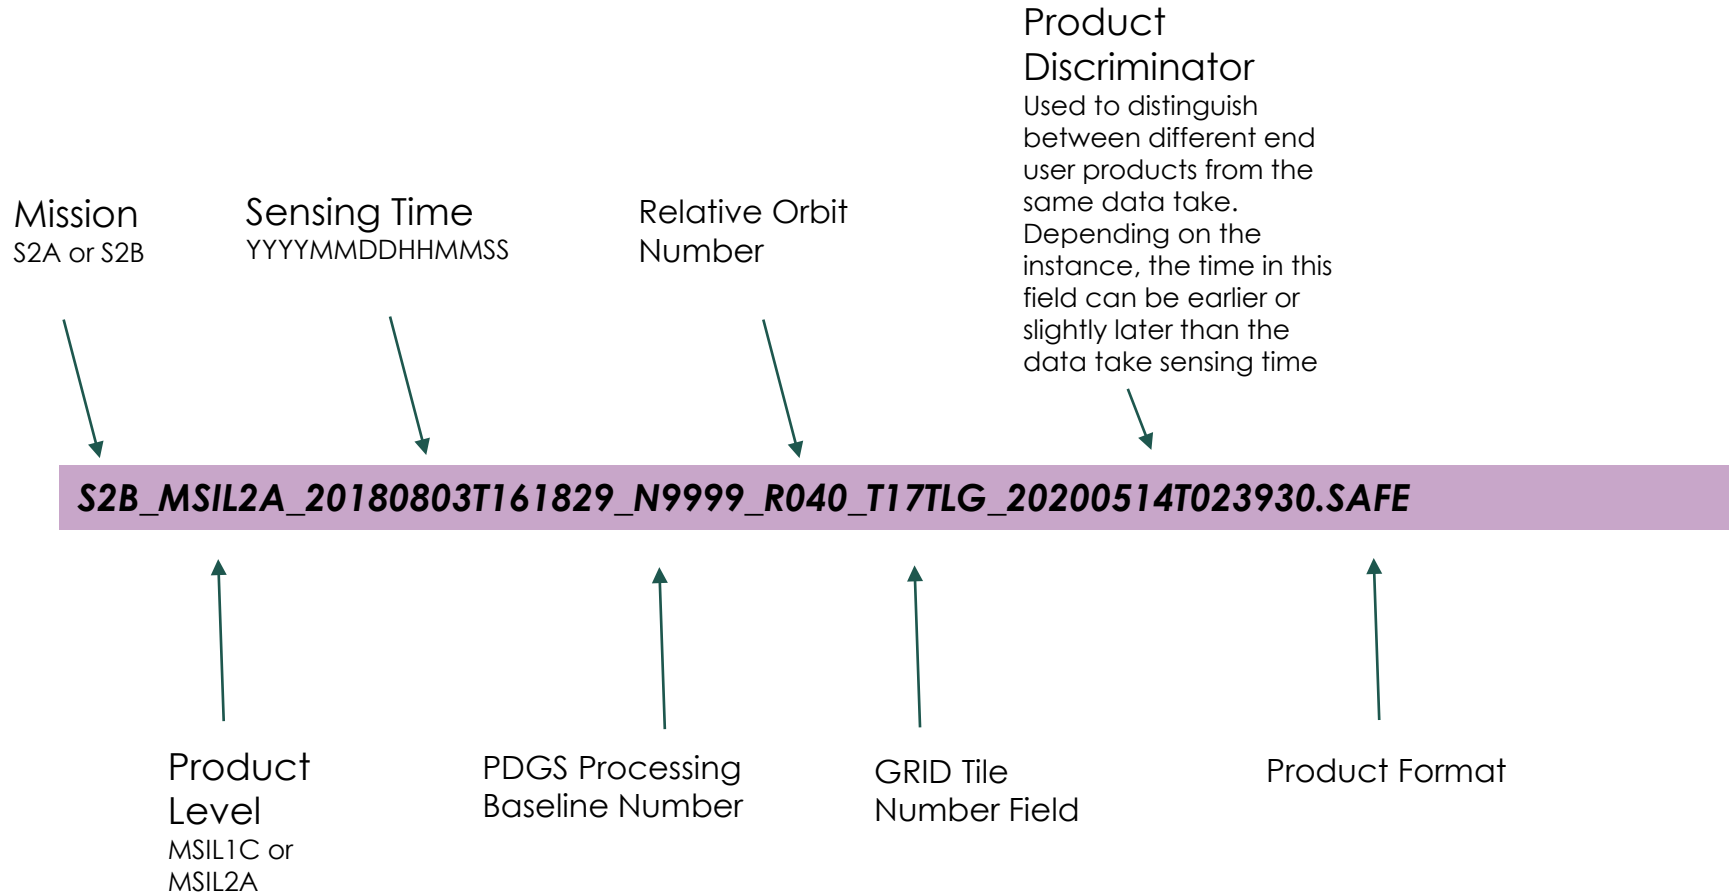 Product
Discriminator
Used to distinguish
between different end
user products from the
same data take.
Depending on the
instance, the time in this
field can be earlier or
slightly later than the
data take sensing time
Mission
S2A or S2B
Sensing Time
YYYYMMDDHHMMSS
Relative Orbit
Number
S2B_MSIL2A_20180803T161829_N9999_R040_T17TLG_20200514T023930.SAFE
Product
Level
MSIL1C or
MSIL2A
PDGS Processing
Baseline Number
GRID Tile
Number Field
Product Format